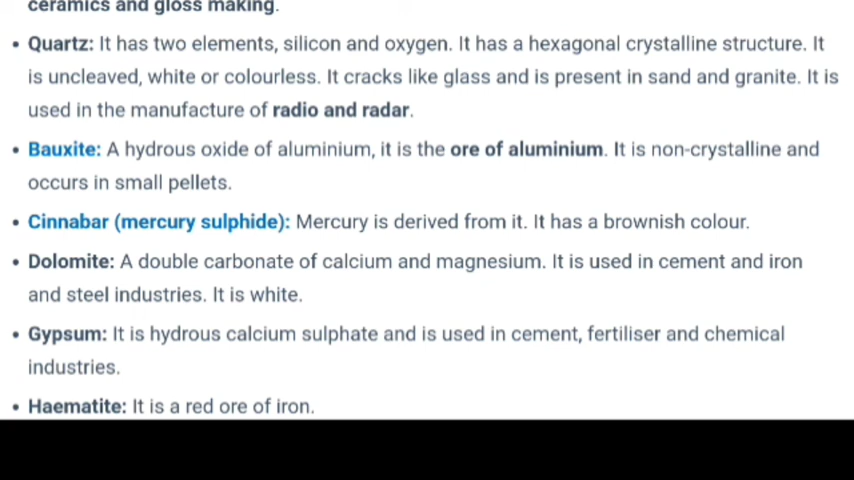 ceramics and gloss making.
• Quartz: It has two elements, silicon and oxygen. It has a hexagonal crystalline structure. It
is uncleaved, white or colourless. It cracks like glass and is present in sand and granite. It is
used in the manufacture of radio and radar.
• Bauxite: A hydrous oxide of aluminium, it is the ore of aluminium. It is non-crystalline and
occurs in small pellets.
• Cinnabar (mercury sulphide): Mercury is derived from it. It has a brownish colour.
• Dolomite: A double carbonate of calcium and magnesium. It is used in cement and iron
and steel industries. It is white.
• Gypsum: It is hydrous calcium sulphate and is used in cement, fertiliser and chemical
industries.
• Haematite: It is a red ore of iron.